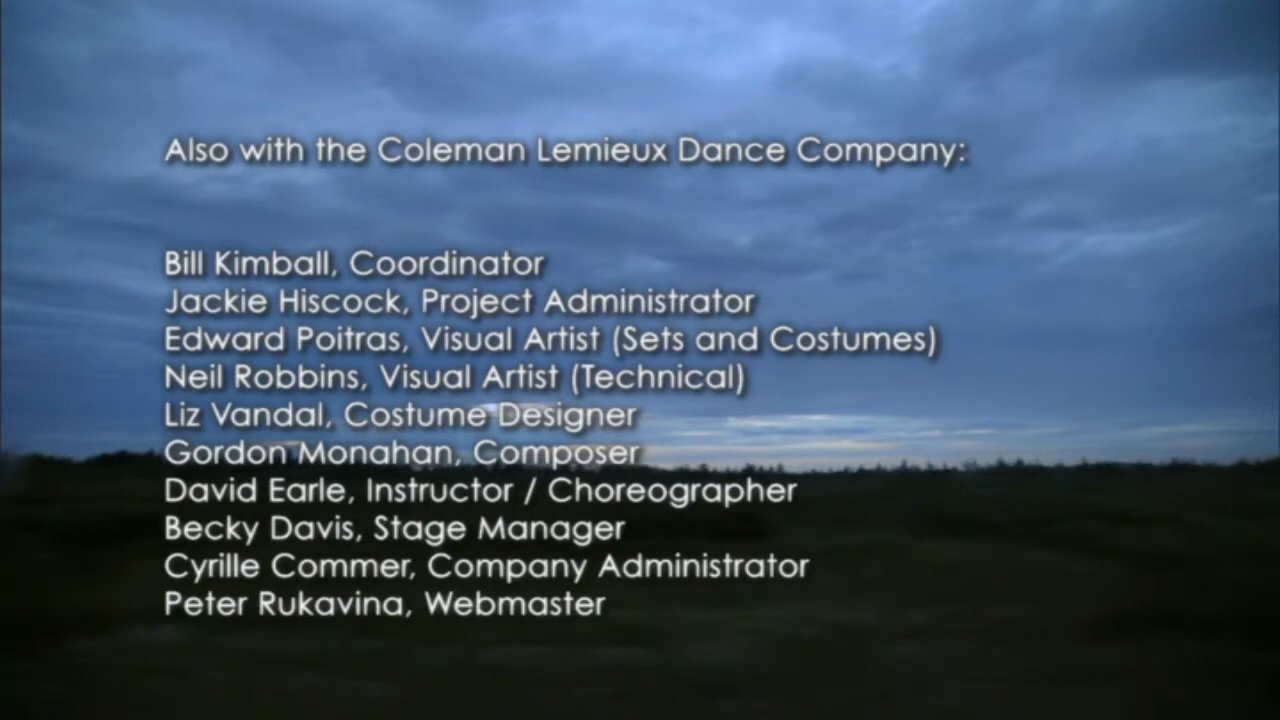 Also with the Coleman Lemieux Dance Company:
Bill Kimball, Coordinator
Jackie Hiscock, Project Administrator
Edward Poitras, Visual Artist (Sets and Costumes)
Neil Robbins, Visual Artist (Technical)
Liz Vandal, Costume Designer
Gordon Monahan, Composer
David Earle, Instructor / Choreographer
Becky Davis, Stage Manager
Cyrille Commer, Company Administrator
Peter Rukavina, Webmaster